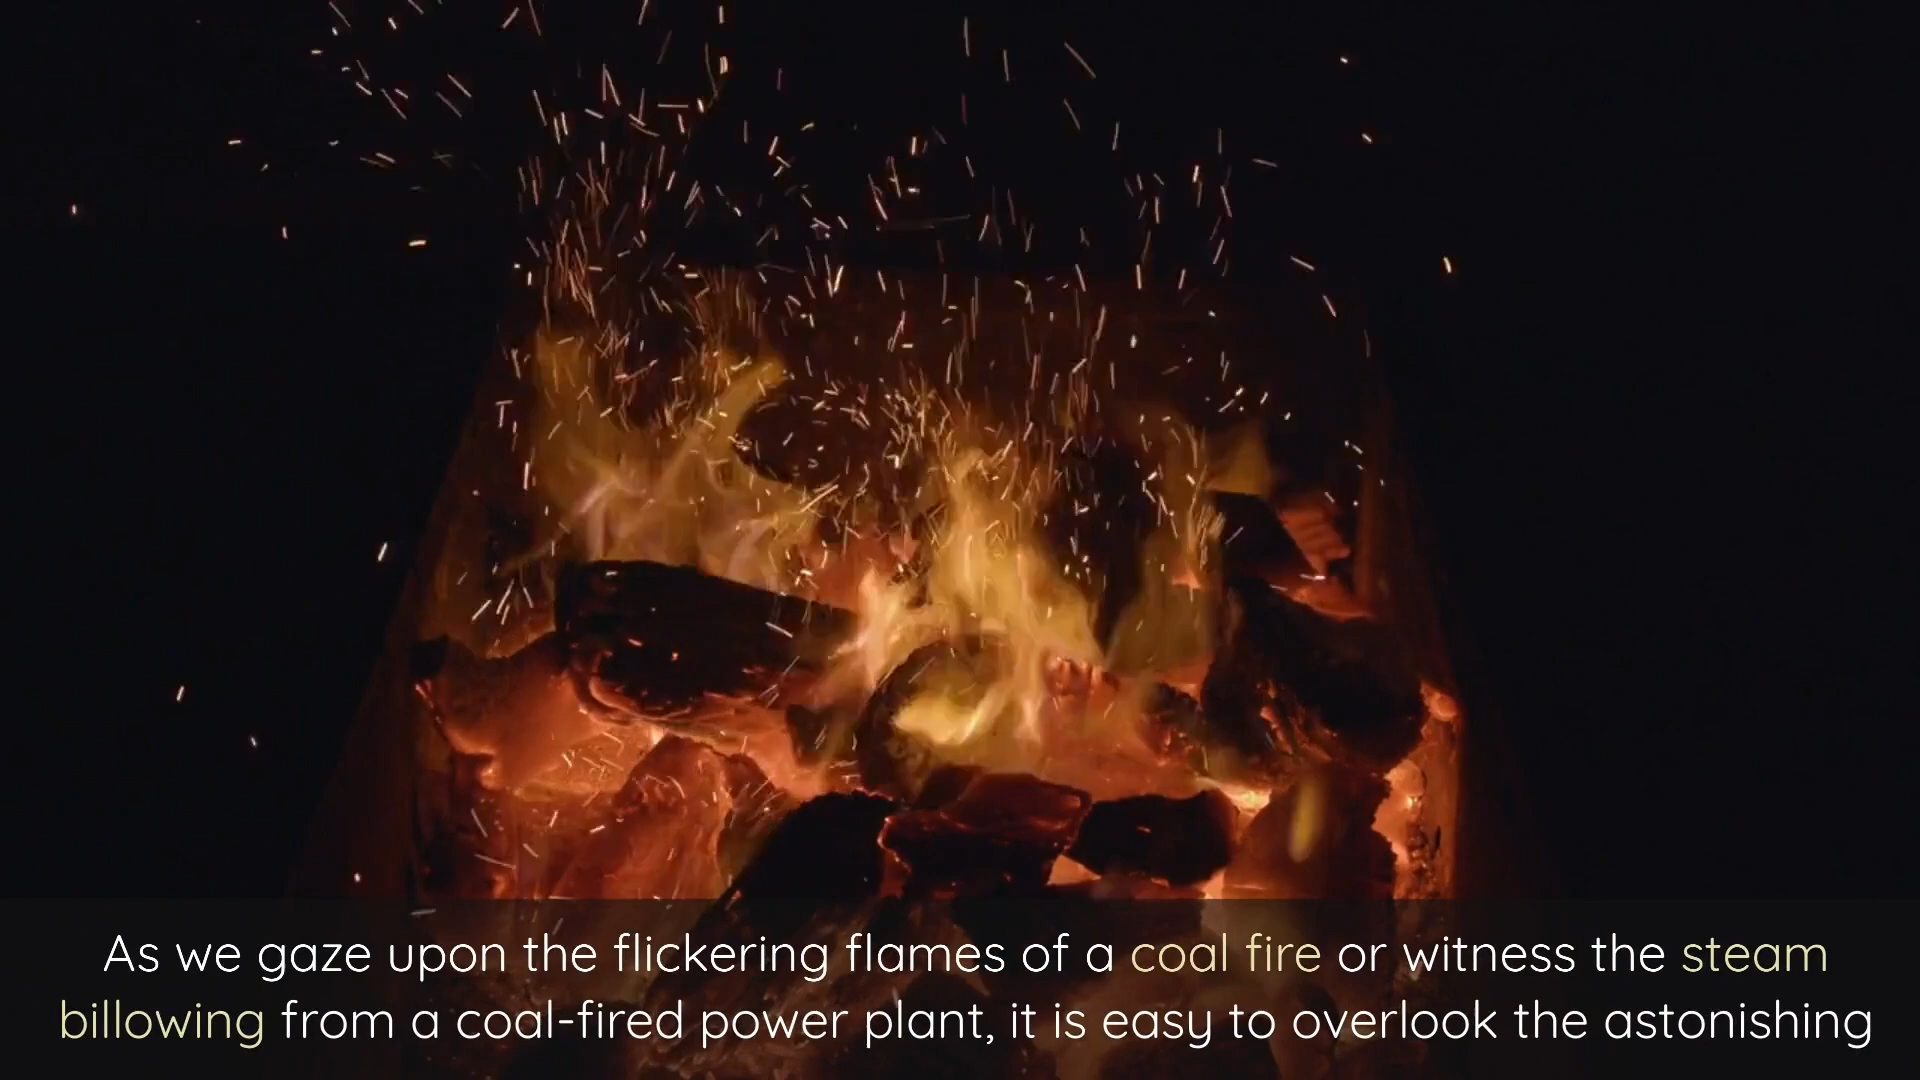 As we gaze upon the flickering flames of a coal fire or witness the steam
billowing from a coal-fired power plant, it is easy to overlook the astonishing